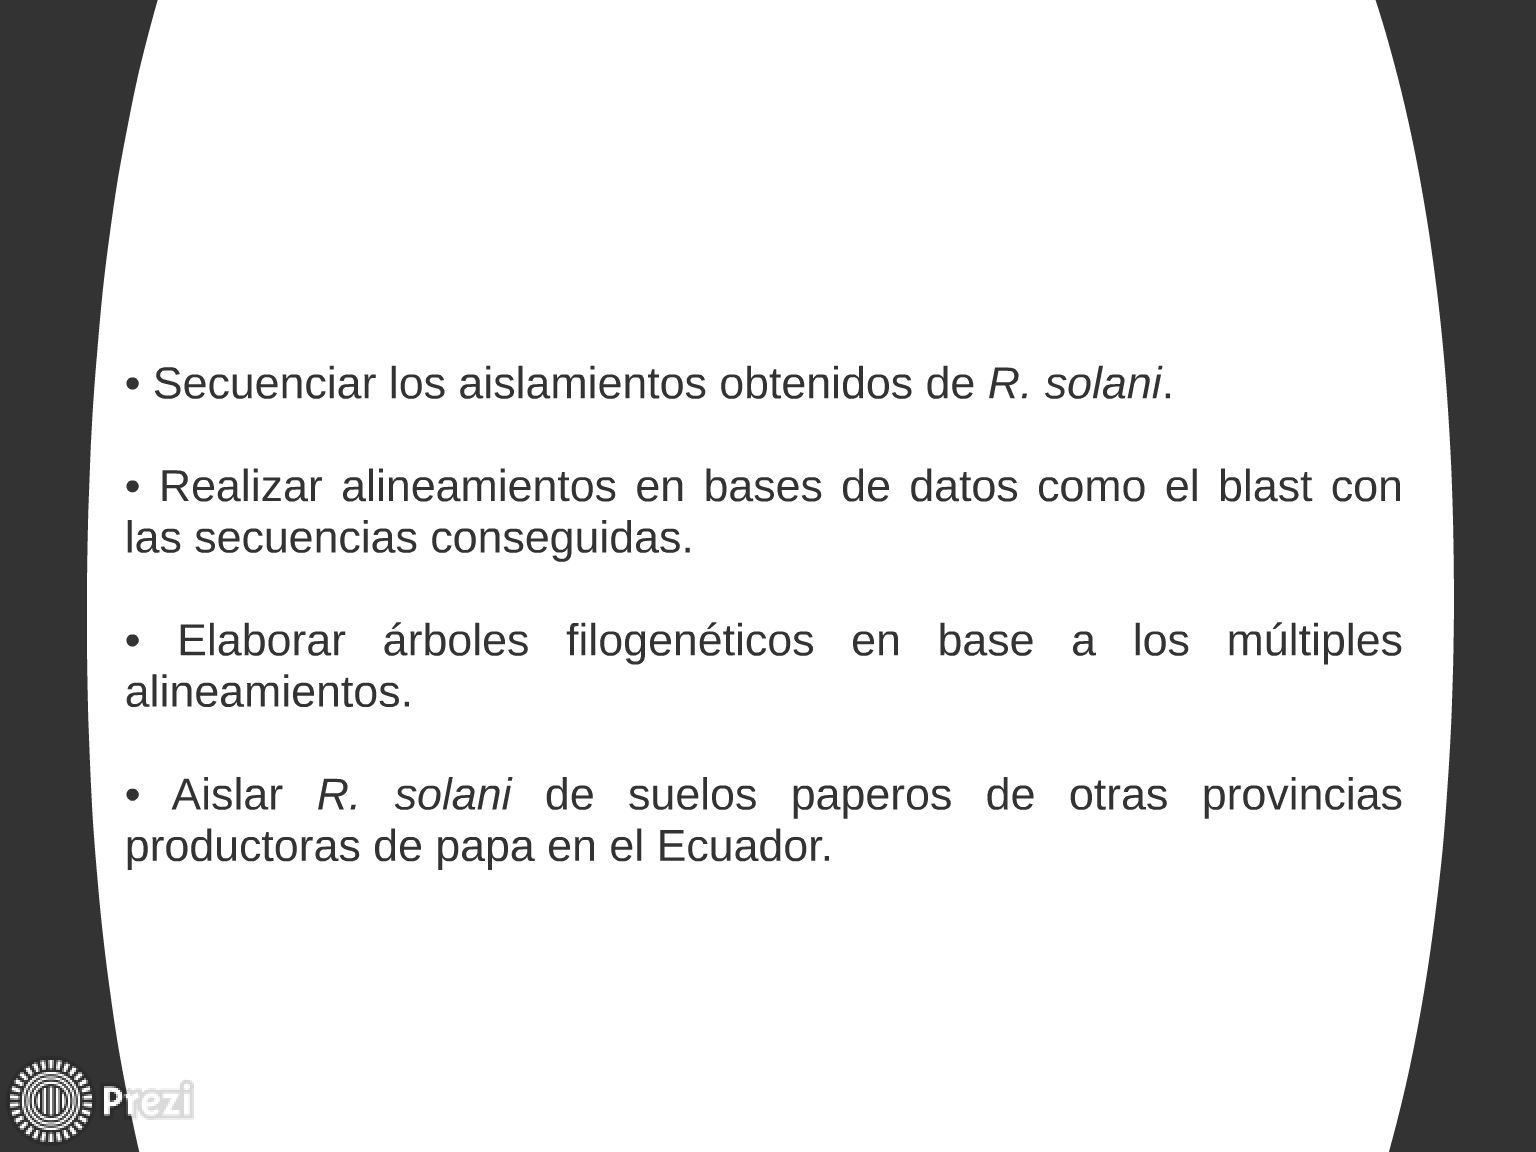 • Secuenciar los aislamientos obtenidos de R. solani.
• Realizar alineamientos en bases de datos como el blast con
las secuencias conseguidas.
• Elaborar árboles filogenéticos en base a los múltiples
alineamientos.
• Aislar R. solani de suelos paperos de otras provincias
productoras de papa en el Ecuador.
Prezi